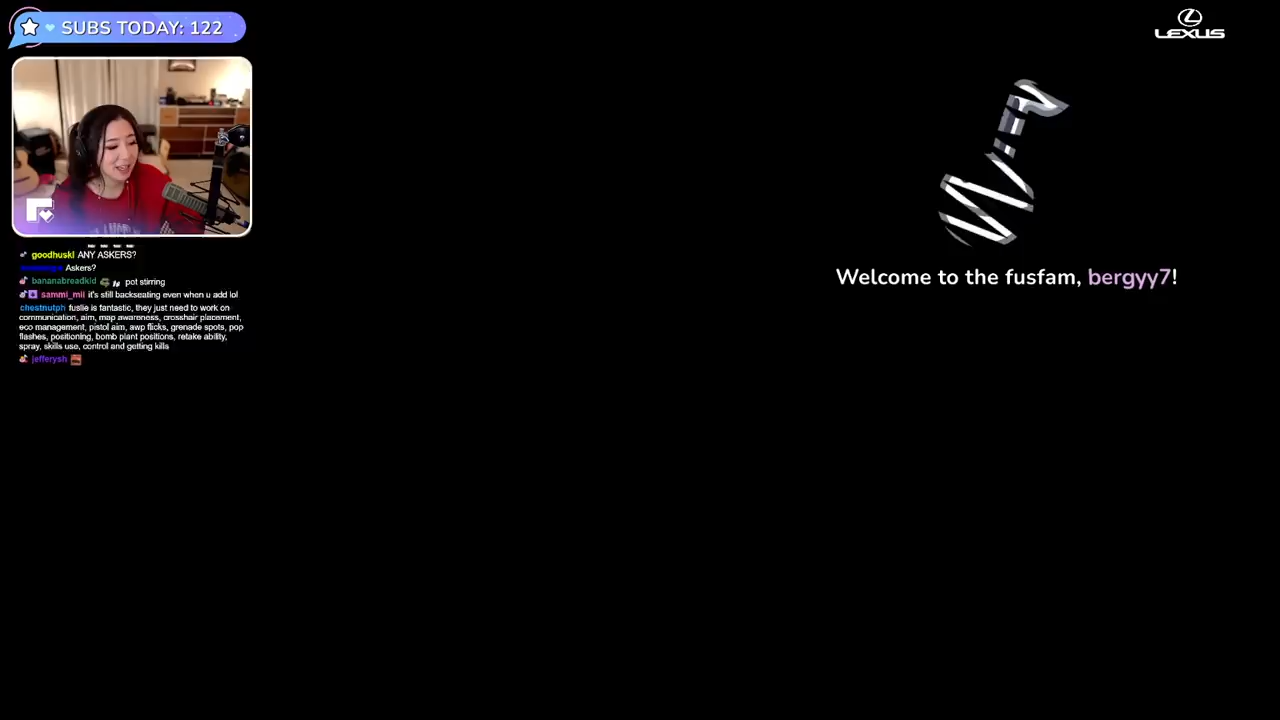 SUBS TODAY: 122
LEXUS
goodhuskl ANY ASKERS?
Askers?
bananabreadkid pot stirring
sammi_mii it's still backseating even when u add lol
chestnutph fuslie is fantastic, they just need to work on
communication, aim, map awareness, crosshair placement,
eco management, pistol aim, awp flicks, grenade spots, pop
flashes, positioning, bomb plant positions, retake ability,
spray, skills use, control and getting kills
jefferysh
Welcome to the fusfam, bergyy7!